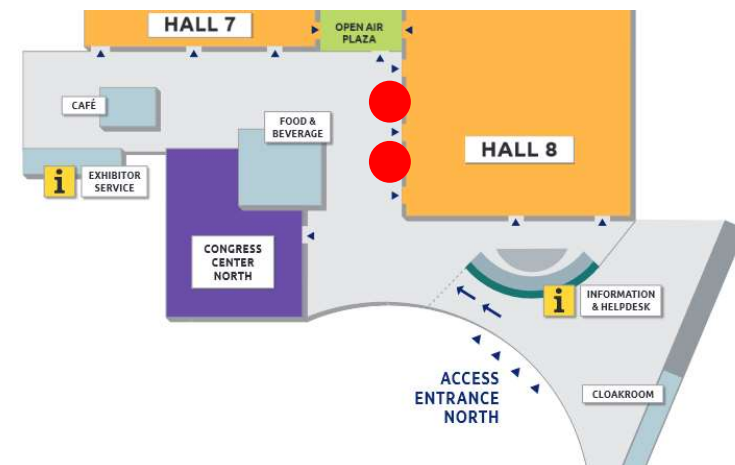 HALL 7
OPEN AIR
PLAZA
CAFÉ
FOOD &
BEVERAGE
HALL 8
i
EXHIBITOR
SERVICE
CONGRESS
CENTER
NORTH
i
INFORMATION
& HELPDESK
ACCESS
ENTRANCE
NORTH
CLOAKROOM